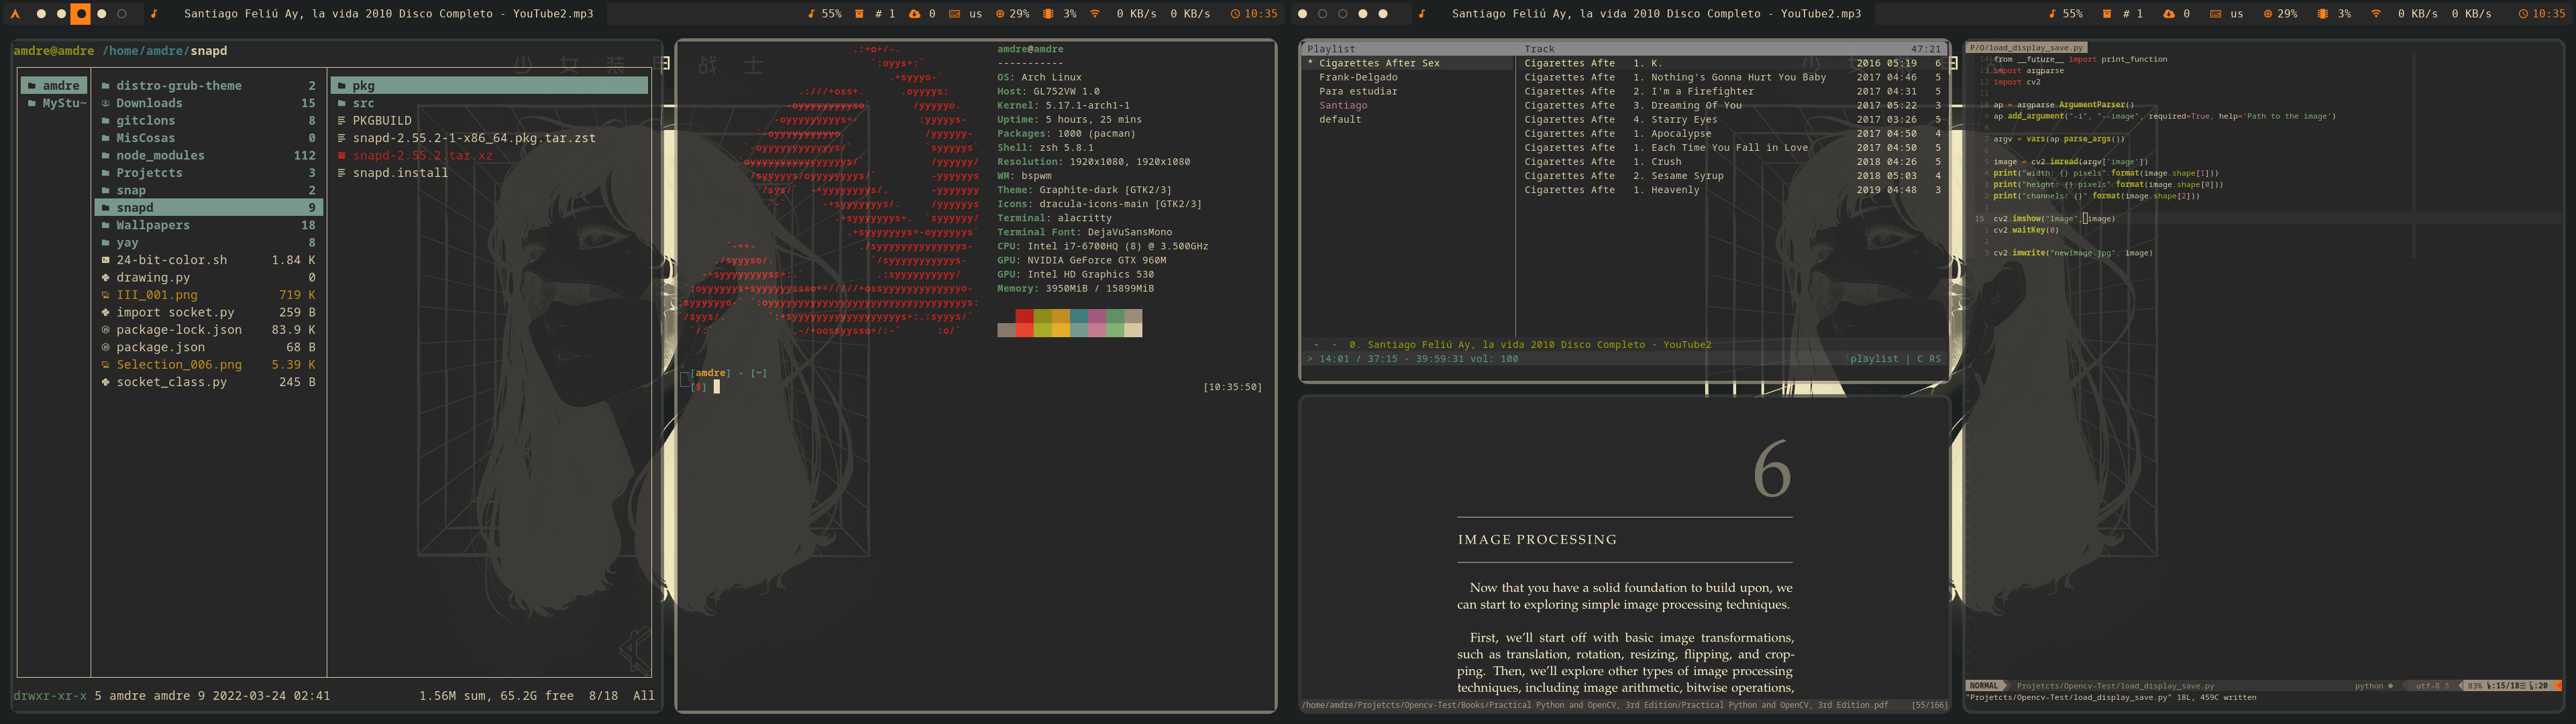 Santiago Feliú Ay, la vida 2010 Disco Completo - YouTube2.mp3
55% # 1 0 us 29% 3% 0 KB/s 0 KB/s 10:35
Santiago Feliú Ay, la vida 2010 Disco Completo - YouTube2.mp3
55% # 1 0 us 29% 3% 0 KB/s 0 KB/s 10:35
amdre@amdre /home/amdre/snapd
amdre
MyStu~
distro-grub-theme 2
Downloads 15
gitclons 8
MisCosas 0
node_modules 112
Projetcts 3
snap 2
snapd 9
Wallpapers 18
yay 8
24-bit-color.sh 1.84 K
drawing.py 0
III_001.png 719 K
import socket.py 259 B
package-lock.json 83.9 K
package.json 68 B
Selection_006.png 5.39 K
socket_class.py 245 B
pkg
src
PKGBUILD
snapd-2.55.2-1-x86_64.pkg.tar.zst
snapd-2.55.2.tar.xz
snapd.install
drwxr-xr-x 5 amdre amdre 9 2022-03-24 02:41 1.56M sum, 65.2G free 8/18 All
少 女 装 甲 战 士
amdre@amdre
-----------
OS: Arch Linux
Host: GL752VW 1.0
Kernel: 5.17.1-arch1-1
Uptime: 5 hours, 25 mins
Packages: 1000 (pacman)
Shell: zsh 5.8.1
Resolution: 1920x1080, 1920x1080
WM: bspwm
Theme: Graphite-dark [GTK2/3]
Icons: dracula-icons-main [GTK2/3]
Terminal: alacritty
Terminal Font: DejaVuSansMono
CPU: Intel i7-6700HQ (8) @ 3.500GHz
GPU: NVIDIA GeForce GTX 960M
GPU: Intel HD Graphics 530
Memory: 3950MiB / 15899MiB
[amdre] - [~]
[$] [10:35:50]
Playlist Track 47:21
* Cigarettes After Sex
Frank-Delgado
Para estudiar
Santiago
default
Cigarettes Afte 1. K. 2016 05:19 6
Cigarettes Afte 1. Nothing's Gonna Hurt You Baby 2017 04:46 5
Cigarettes Afte 2. I'm a Firefighter 2017 04:31 5
Cigarettes Afte 3. Dreaming Of You 2017 05:22 3
Cigarettes Afte 4. Starry Eyes 2017 03:26 5
Cigarettes Afte 1. Apocalypse 2017 04:50 4
Cigarettes Afte 1. Each Time You Fall in Love 2017 04:50 5
Cigarettes Afte 1. Crush 2018 04:26 5
Cigarettes Afte 2. Sesame Syrup 2018 05:03 4
Cigarettes Afte 1. Heavenly 2019 04:48 3
- - 0. Santiago Feliú Ay, la vida 2010 Disco Completo - YouTube2
> 14:01 / 37:15 - 39:59:31 vol: 100 playlist | C RS
6
IMAGE PROCESSING
Now that you have a solid foundation to build upon, we
can start to exploring simple image processing techniques.
First, we'll start off with basic image transformations,
such as translation, rotation, resizing, flipping, and crop-
ping. Then, we'll explore other types of image processing
techniques, including image arithmetic, bitwise operations,
/home/amdre/Projetcts/Opencv-Test/Books/Practical Python and OpenCV, 3rd Edition/Practical Python and OpenCV, 3rd Edition.pdf [55/166]
P/O/load_display_save.py
from __future__ import print_function
import argparse
import cv2
ap = argparse.ArgumentParser()
ap.add_argument("-i", "--image", required=True, help='Path to the image')
argv = vars(ap.parse_args())
image = cv2.imread(argv['image'])
print("width: {} pixels".format(image.shape[1]))
print("height: {} pixels".format(image.shape[0]))
print("channels: {}".format(image.shape[2]))
15 cv2.imshow("Image", image)
1 cv2.waitKey(0)
2
3 cv2.imwrite("newimage.jpg", image)
NORMAL Projetcts/Opencv-Test/load_display_save.py python utf-8 83% :15/18 :20
"Projetcts/Opencv-Test/load_display_save.py" 18L, 459C written